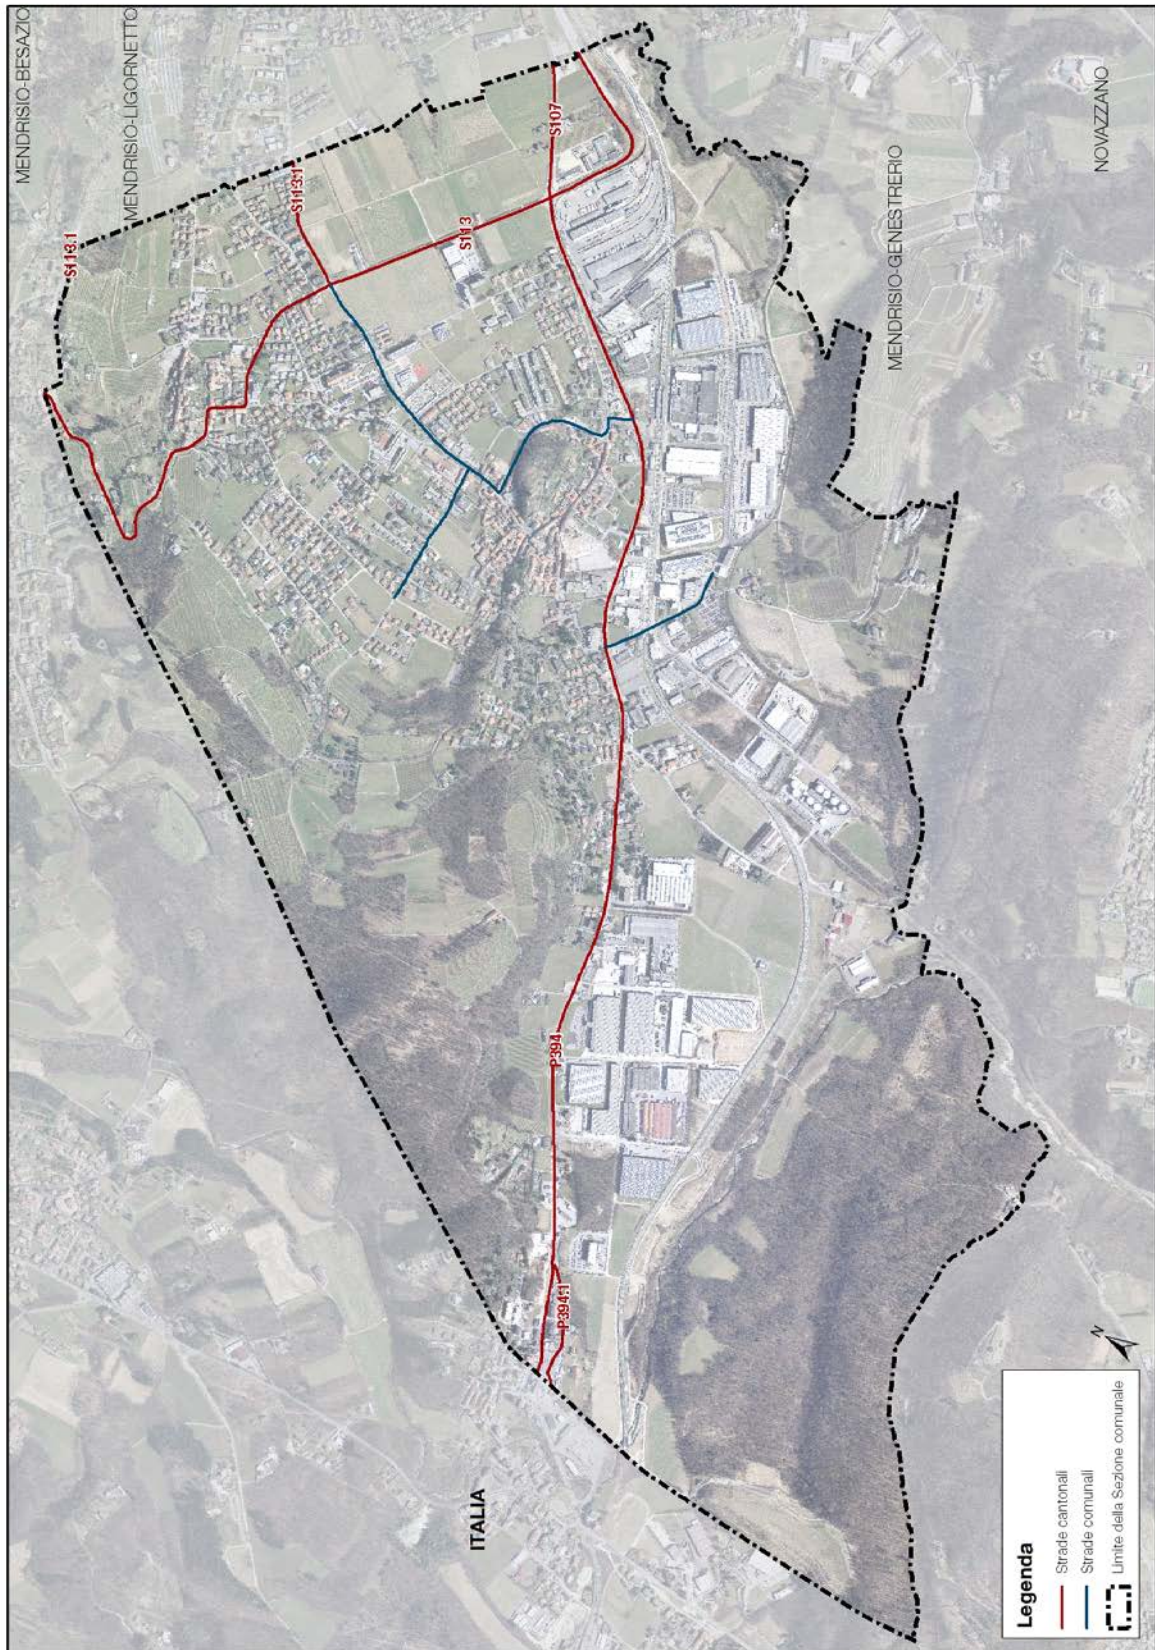 MENDRISIO-BESAZIO
MENDRISIO-LIGORNETTO
S113.1
S113.1
S113
S107
NOVAZZANO
MENDRISIO-GENESTRERIO
P394
P394.1
ITALIA
N
Legenda
Strade cantonali
Strade comunali
Limite della Sezione comunale